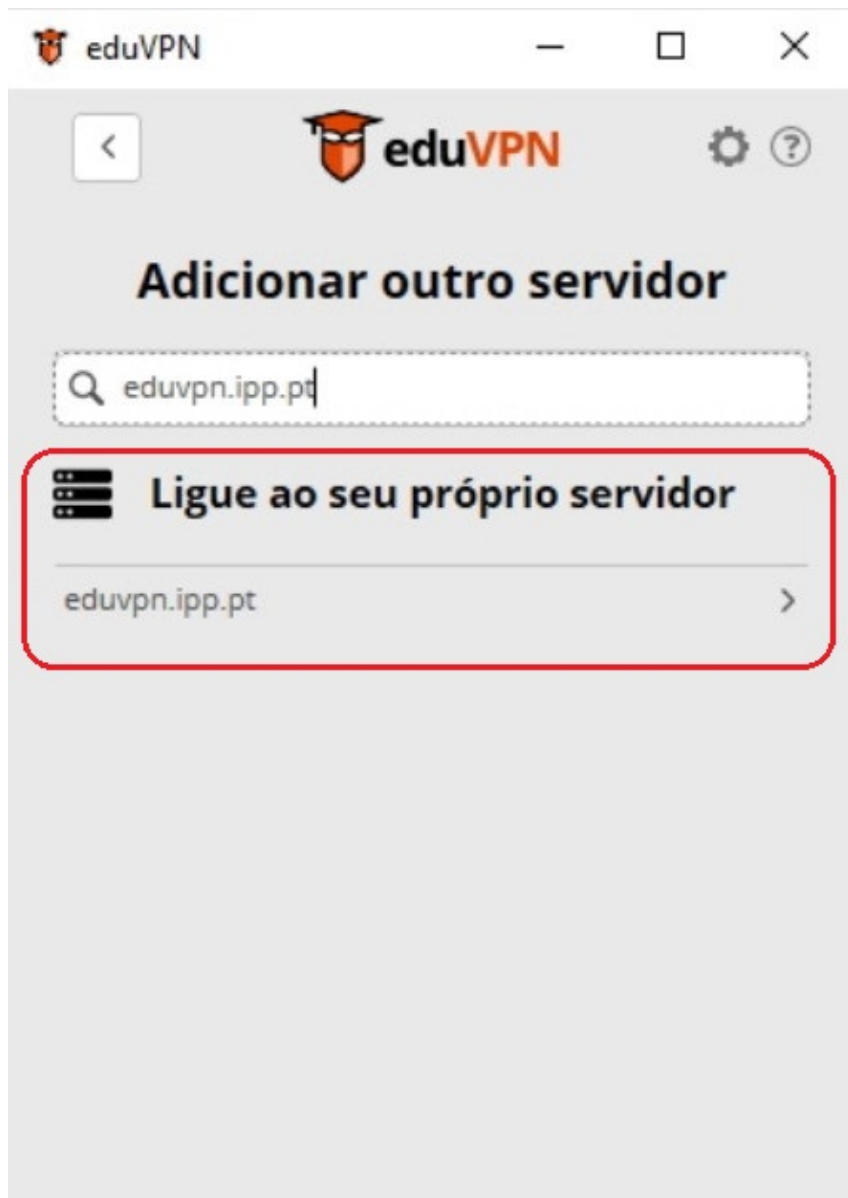 eduVPN
eduVPN
Adicionar outro servidor
eduvpn.ipp.pt
Ligue ao seu próprio servidor
eduvpn.ipp.pt